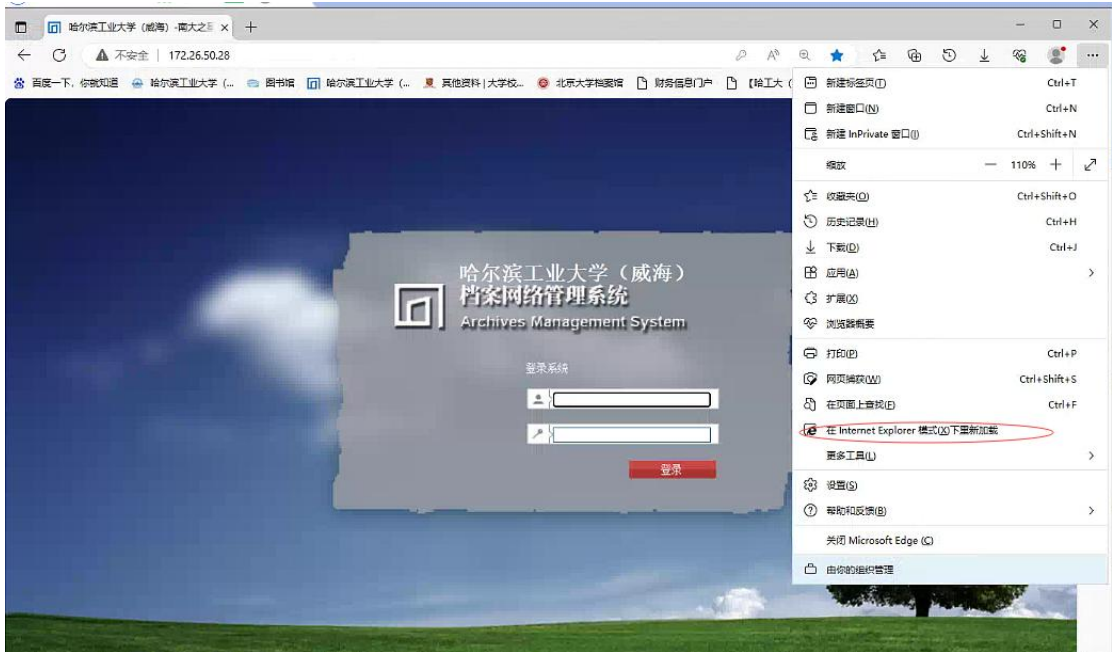 哈尔滨工业大学（威海）-南大之
不安全 | 172.26.50.28
百度一下，你就知道 哈尔滨工业大学（... 图书馆 哈尔滨工业大学（... 其他资料|大学校... 北京大学档案馆 财务信息门户 【哈工大（
新建标签页(T) Ctrl+T
新建窗口(N) Ctrl+N
新建 InPrivate 窗口(I) Ctrl+Shift+N
缩放 — 110% +
收藏夹(O) Ctrl+Shift+O
历史记录(H) Ctrl+H
下载(D) Ctrl+J
应用(A)
扩展(X)
浏览器概要
打印(P) Ctrl+P
网页捕获(W) Ctrl+Shift+S
在页面上查找(F) Ctrl+F
在 Internet Explorer 模式(X)下重新加载
更多工具(L)
设置(S)
帮助和反馈(B)
关闭 Microsoft Edge (C)
由你的组织管理
哈尔滨工业大学（威海）
档案网络管理系统
Archives Management System
登录系统
登录